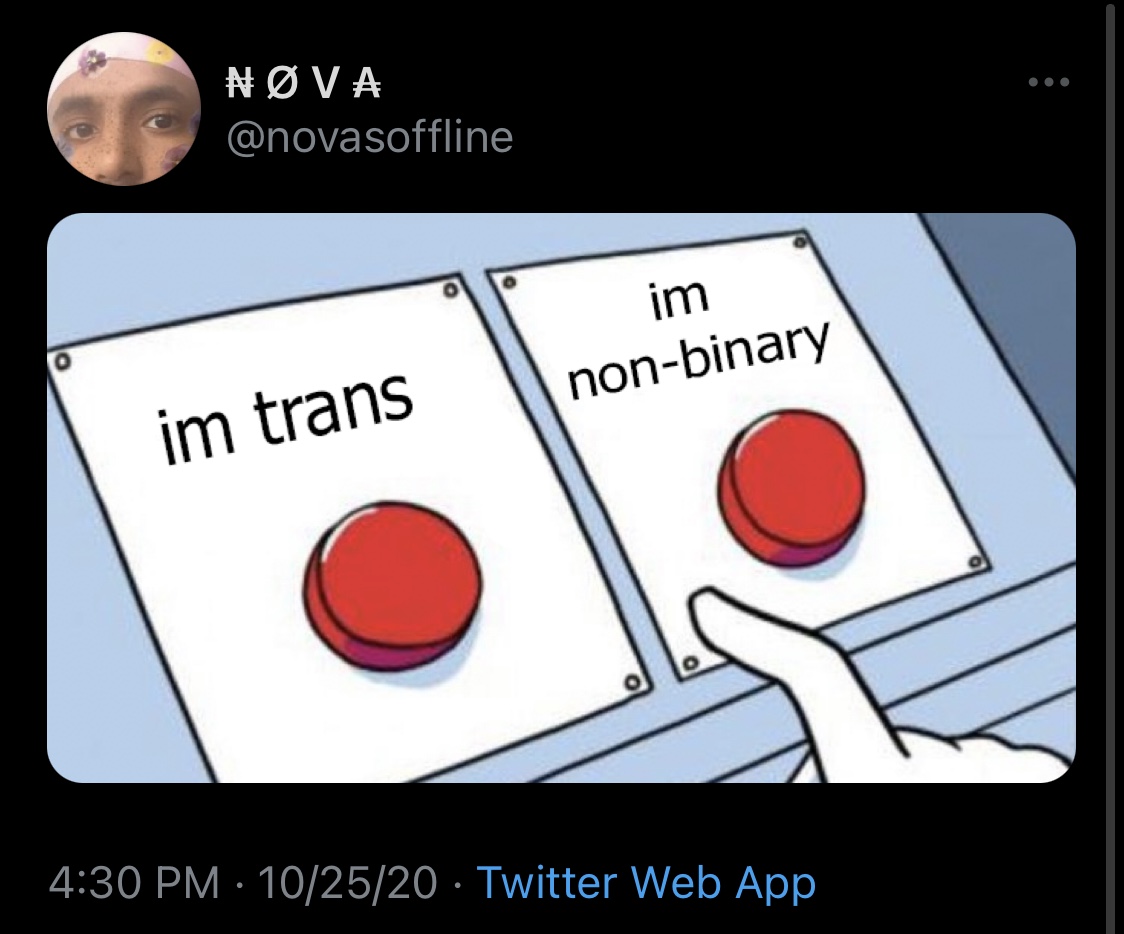 ₦ Ø V ₳
@novasoffline
im trans
im
non-binary
4:30 PM · 10/25/20 · Twitter Web App